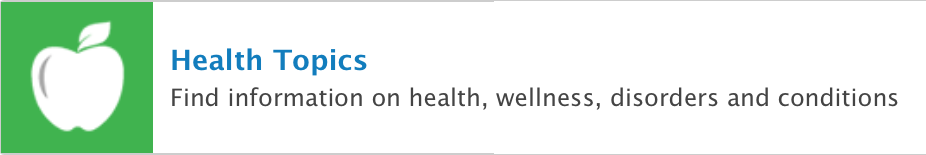 Health Topics
Find information on health, wellness, disorders and conditions